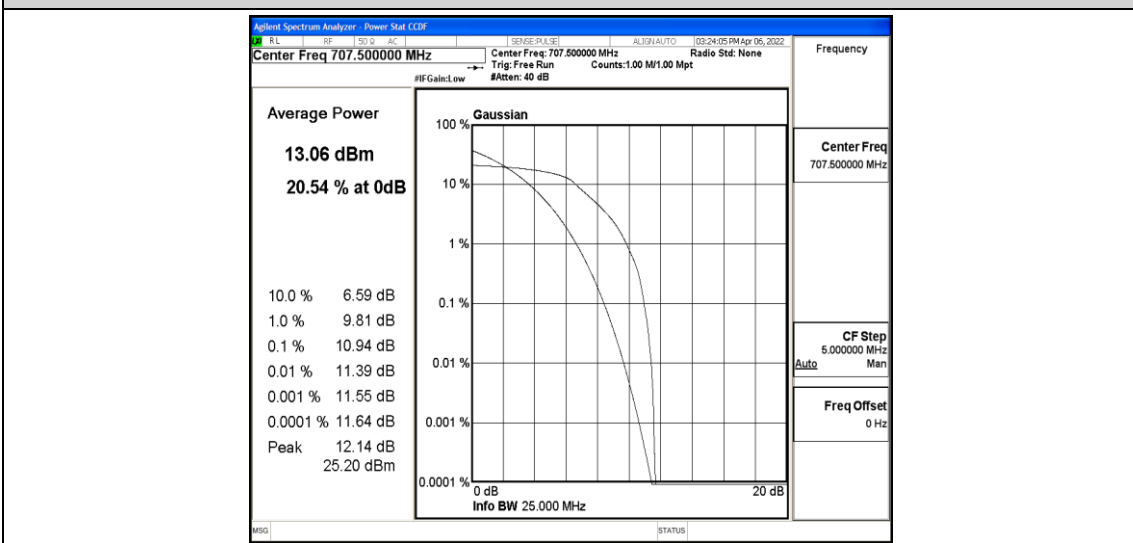 Agilent Spectrum Analyzer - Power Stat CCDF
RL RF 50 Ω AC SENSE:PULSE ALIGN AUTO 03:24:05 PM Apr 06, 2022
Center Freq 707.500000 MHz
Center Freq: 707.500000 MHz Radio Std: None
Trig: Free Run Counts:1.00 M/1.00 Mpt
#IFGain:Low #Atten: 40 dB
Frequency
Average Power
13.06 dBm
20.54 % at 0dB
10.0 % 6.59 dB
1.0 % 9.81 dB
0.1 % 10.94 dB
0.01 % 11.39 dB
0.001 % 11.55 dB
0.0001 % 11.64 dB
Peak 12.14 dB
25.20 dBm
Gaussian
100 %
10 %
1 %
0.1 %
0.01 %
0.001 %
0.0001 %
0 dB 20 dB
Info BW 25.000 MHz
Center Freq
707.500000 MHz
CF Step
5.000000 MHz
Auto Man
Freq Offset
0 Hz
MSG STATUS